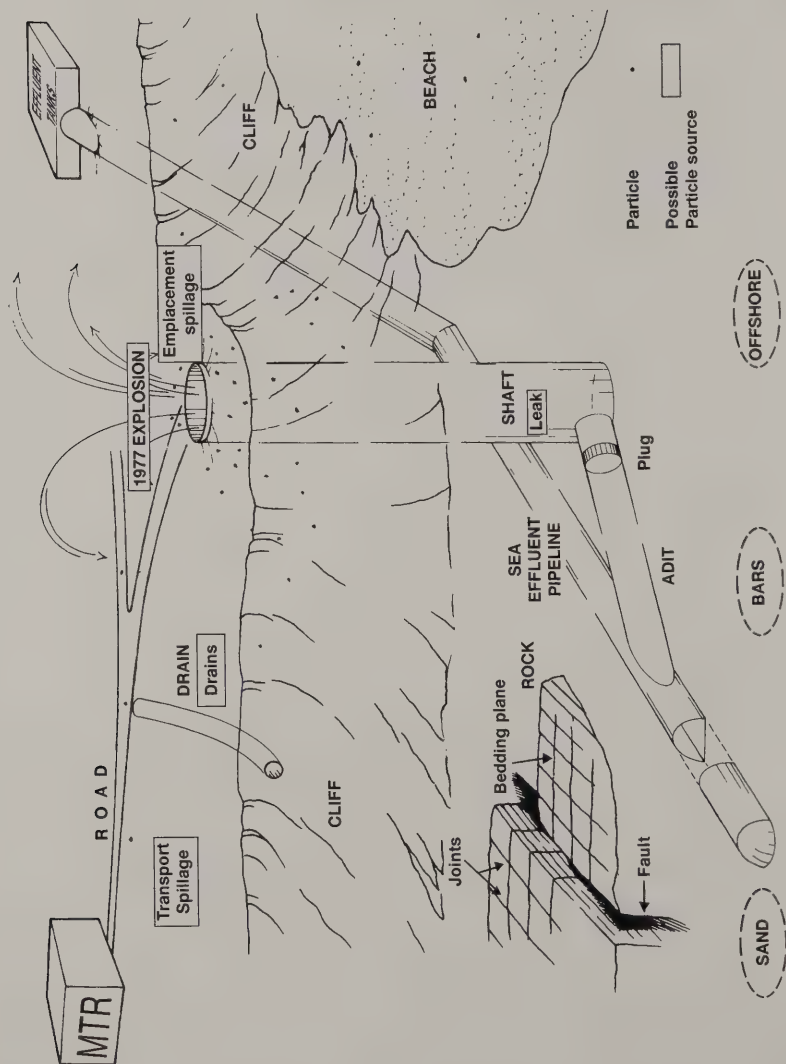 MTR
ROAD
Transport
Spillage
DRAIN
Drains
1977 EXPLOSION
Emplacement
spillage
EFFLUENT
TANKS
CLIFF
CLIFF
BEACH
SHAFT
Leak
SEA
EFFLUENT
PIPELINE
Plug
ADIT
ROCK
Bedding plane
Joints
Fault
SAND
BARS
OFFSHORE
Particle
Possible
Particle source